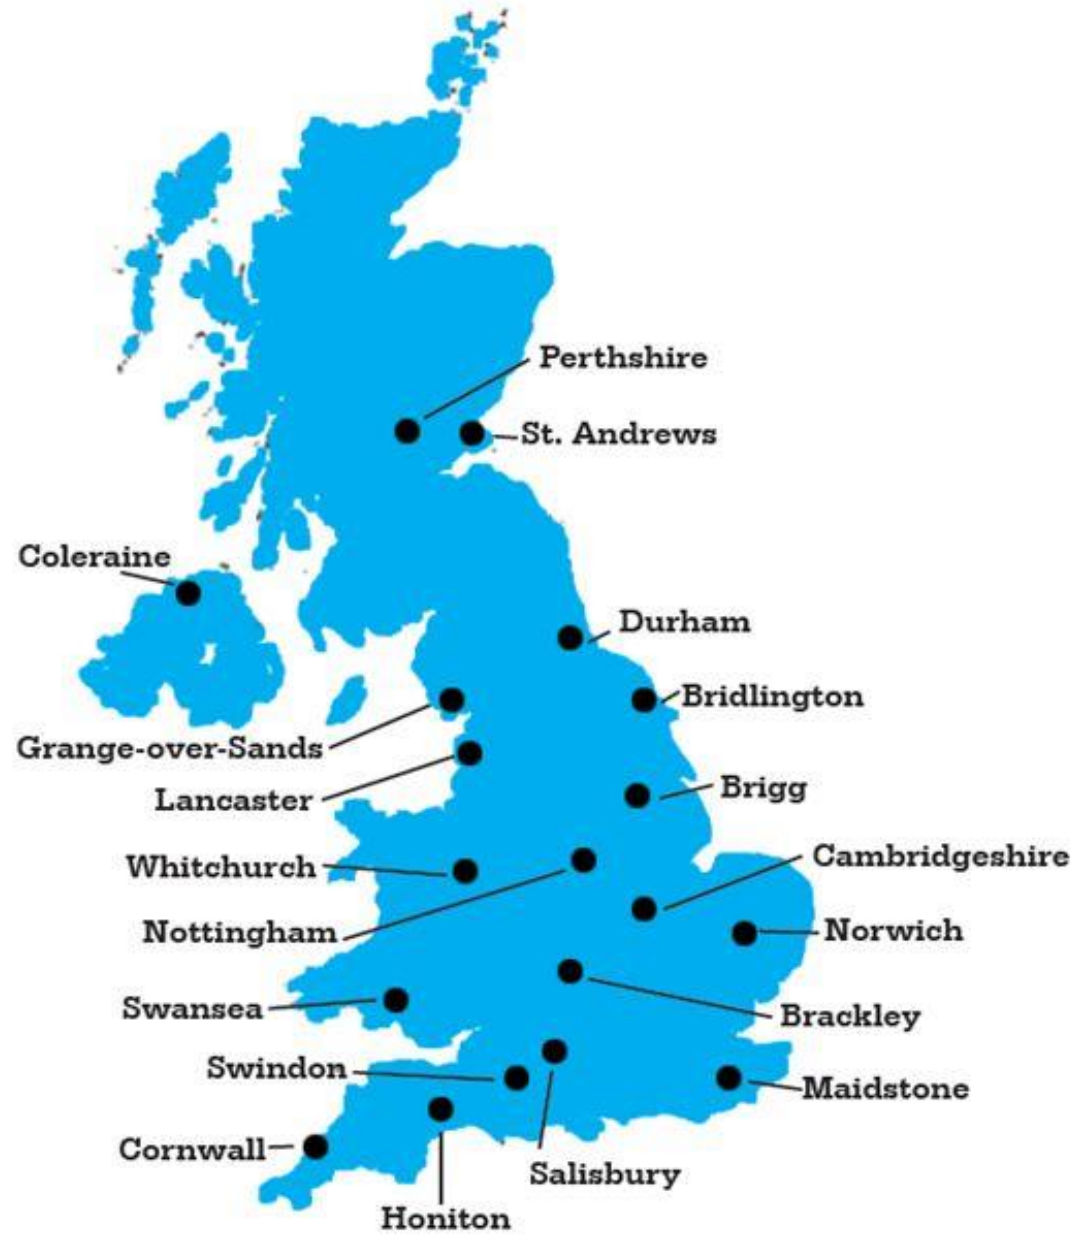 Perthshire
St. Andrews
Coleraine
Durham
Bridlington
Grange-over-Sands
Lancaster
Brigg
Whitchurch
Cambridgeshire
Nottingham
Norwich
Swansea
Brackley
Swindon
Maidstone
Cornwall
Salisbury
Honiton